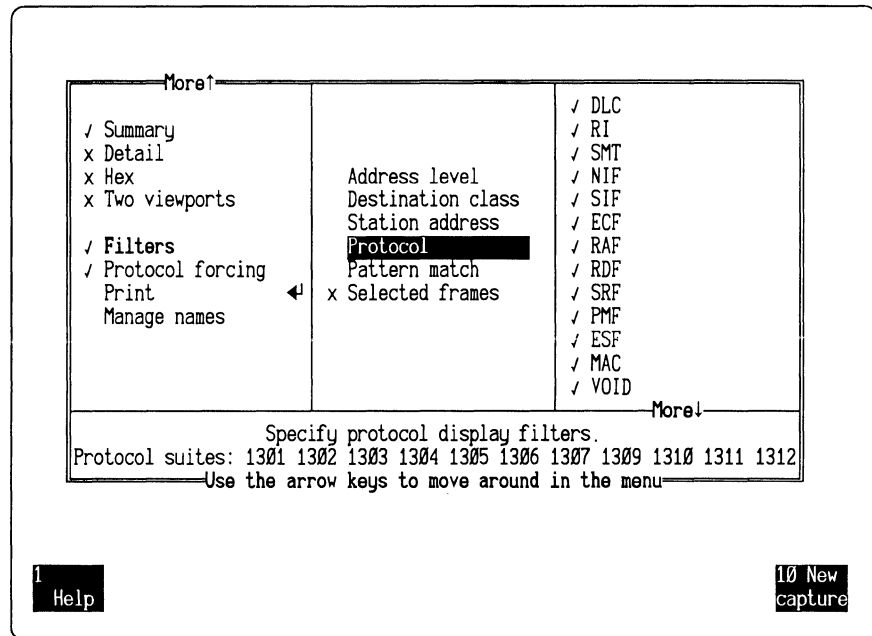 More↑
√ Summary
x Detail
x Hex
x Two viewports
√ Filters
√ Protocol forcing
Print ↵
Manage names
Address level
Destination class
Station address
Protocol
Pattern match
x Selected frames
√ DLC
√ RI
√ SMT
√ NIF
√ SIF
√ ECF
√ RAF
√ RDF
√ SRF
√ PMF
√ ESF
√ MAC
√ VOID
More↓
Specify protocol display filters.
Protocol suites: 1301 1302 1303 1304 1305 1306 1307 1309 1310 1311 1312
Use the arrow keys to move around in the menu
1
Help
10 New
capture